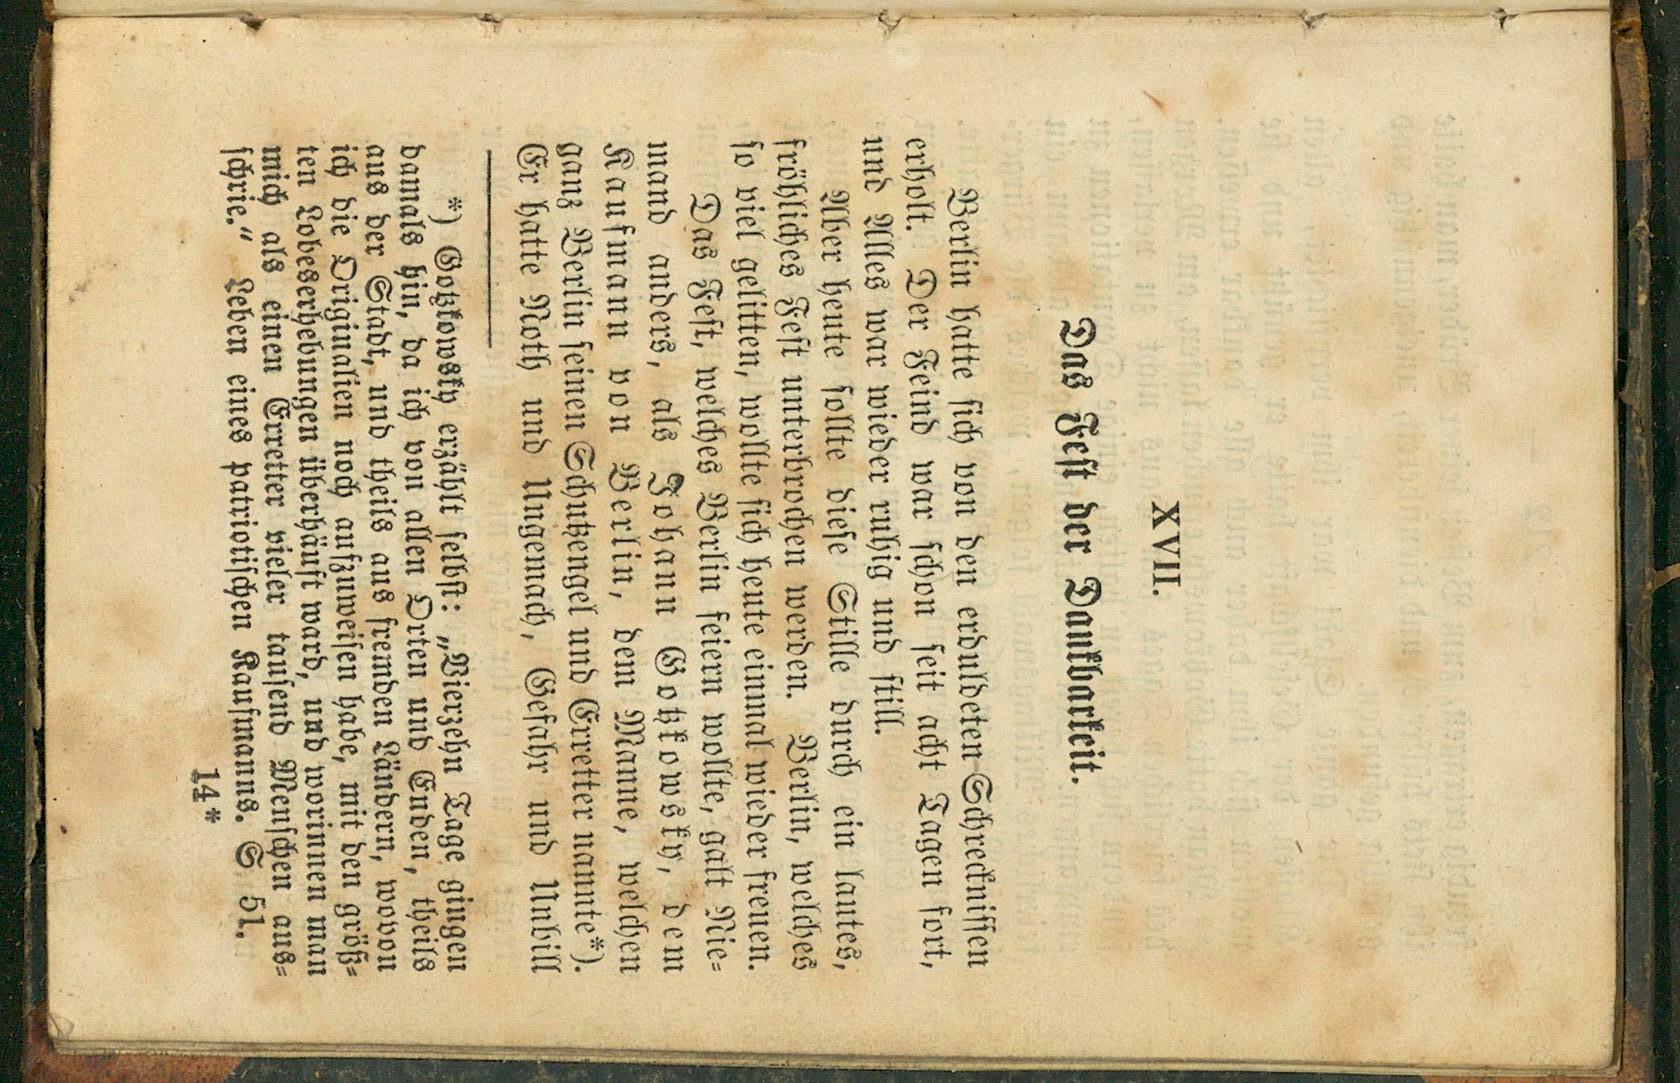 XVII.
Das Feſt der Dankbarkeit.
Berlin hatte ſich von den erduldeten Schreckniſſen
erholt. Der Feind war ſchon ſeit acht Tagen fort,
und Alles war wieder ruhig und ſtill.
Aber heute ſollte dieſe Stille durch ein lautes,
fröhliches Feſt unterbrochen werden. Berlin, welches
ſo viel gelitten, wollte ſich heute einmal wieder freuen.
Das Feſt, welches Berlin feiern wollte, galt Nie=
mand anders, als Johann Gotzkowsky, dem
Kaufmann von Berlin, dem Manne, welchen
ganz Berlin ſeinen Schutzengel und Erretter nannte*).
Er hatte Noth und Ungemach, Gefahr und Unbill
*) Gotzkowsky erzählt ſelbſt: „Vierzehn Tage gingen
damals hin, da ich von allen Orten und Enden, theils
aus der Stadt, und theils aus fremden Ländern, wovon
ich die Originalien noch aufzuweiſen habe, mit den größ=
ten Lobeserhebungen überhäuft ward, und worinnen man
mich als einen Erretter vieler tauſend Menſchen aus=
ſchrie.“ Leben eines patriotiſchen Kaufmanns. S 51.
14*